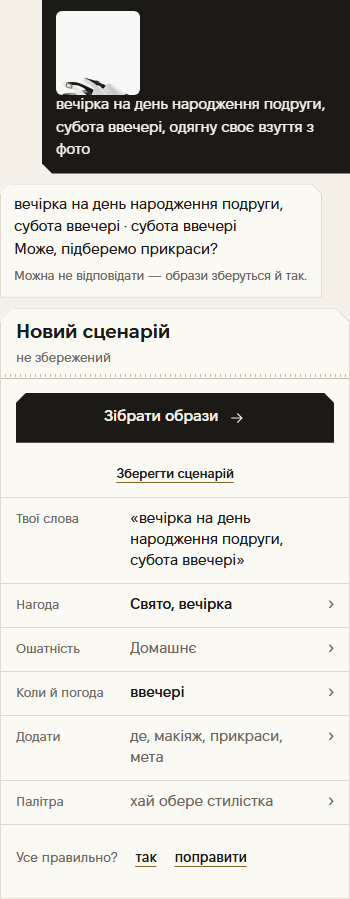 вечірка на день народження подруги,
субота ввечері, одягну своє взуття з
фото
вечірка на день народження подруги,
субота ввечері · субота ввечері
Може, підберемо прикраси?
Можна не відповідати — образи зберуться й так.
Новий сценарій
не збережений
Зібрати образи →
Зберегти сценарій
Твої слова
«вечірка на день
народження подруги,
субота ввечері»
Нагода
Свято, вечірка
Ошатність
Домашнє
Коли й погода
ввечері
Додати
де, макіяж, прикраси,
мета
Палітра
хай обере стилістка
Усе правильно? так поправити